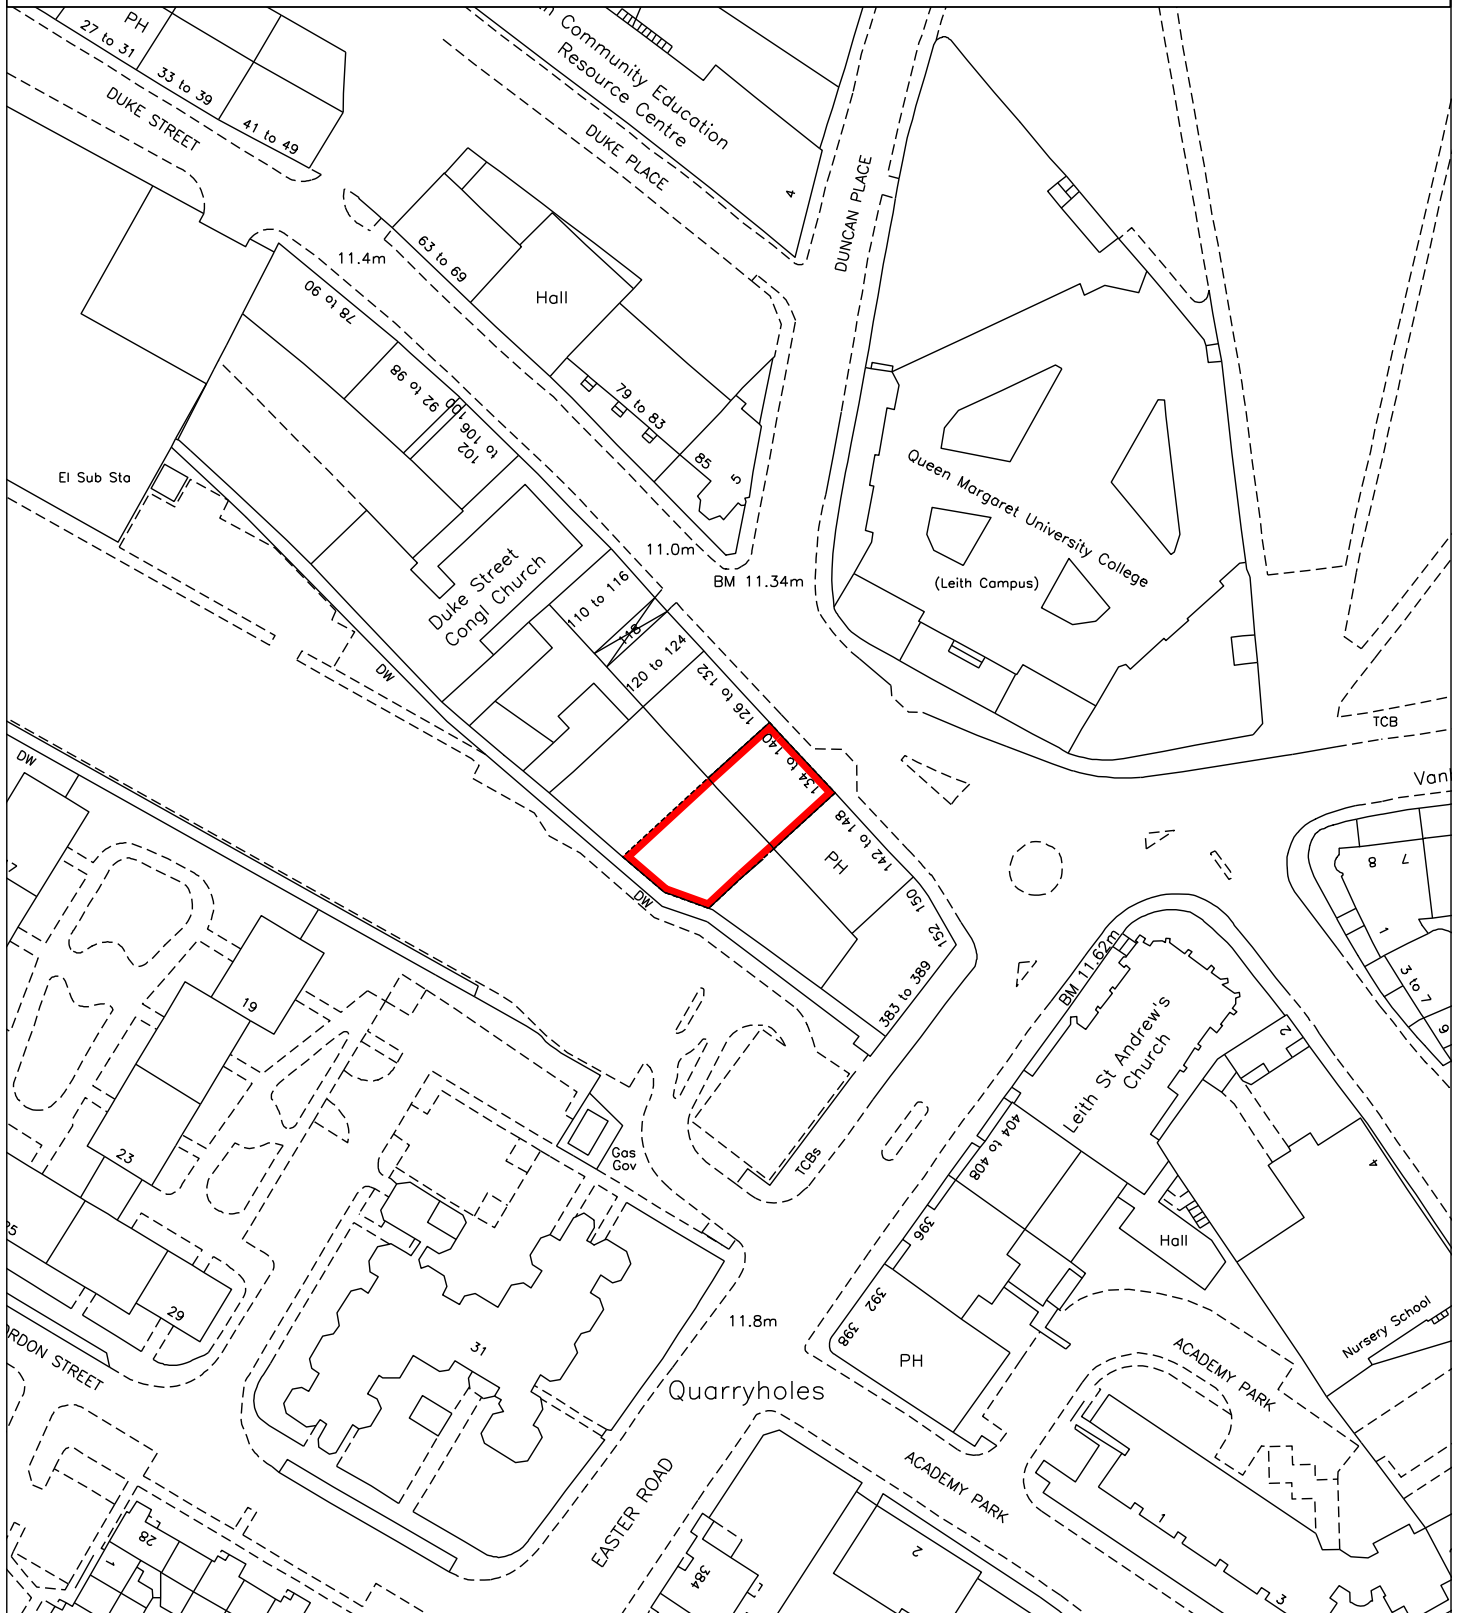 PH
27 to 31
33 to 39
41 to 49
DUKE STREET
Community Education
Resource Centre
DUKE PLACE
4
DUNCAN PLACE
11.4m
63 to 69
Hall
78 to 90
92 to 98
100
102
to 106
79 to 83
85
5
El Sub Sta
Queen Margaret University College
(Leith Campus)
Duke Street
Congl Church
11.0m
BM 11.34m
110 to 116
118
120 to 124
126 to 132
134 to 140
142 to 148
PH
150
152
383 to 389
DW
DW
DW
TCB
8
7
1
3 to 7
9
BM 11.62m
Leith St Andrew's
Church
2
4
19
23
29
31
Gas
Gov
TCBs
404 to 408
396
392
398
PH
Hall
Nursery School
11.8m
Quarryholes
ACADEMY PARK
ACADEMY PARK
EASTER ROAD
28
1
384
2
1
3